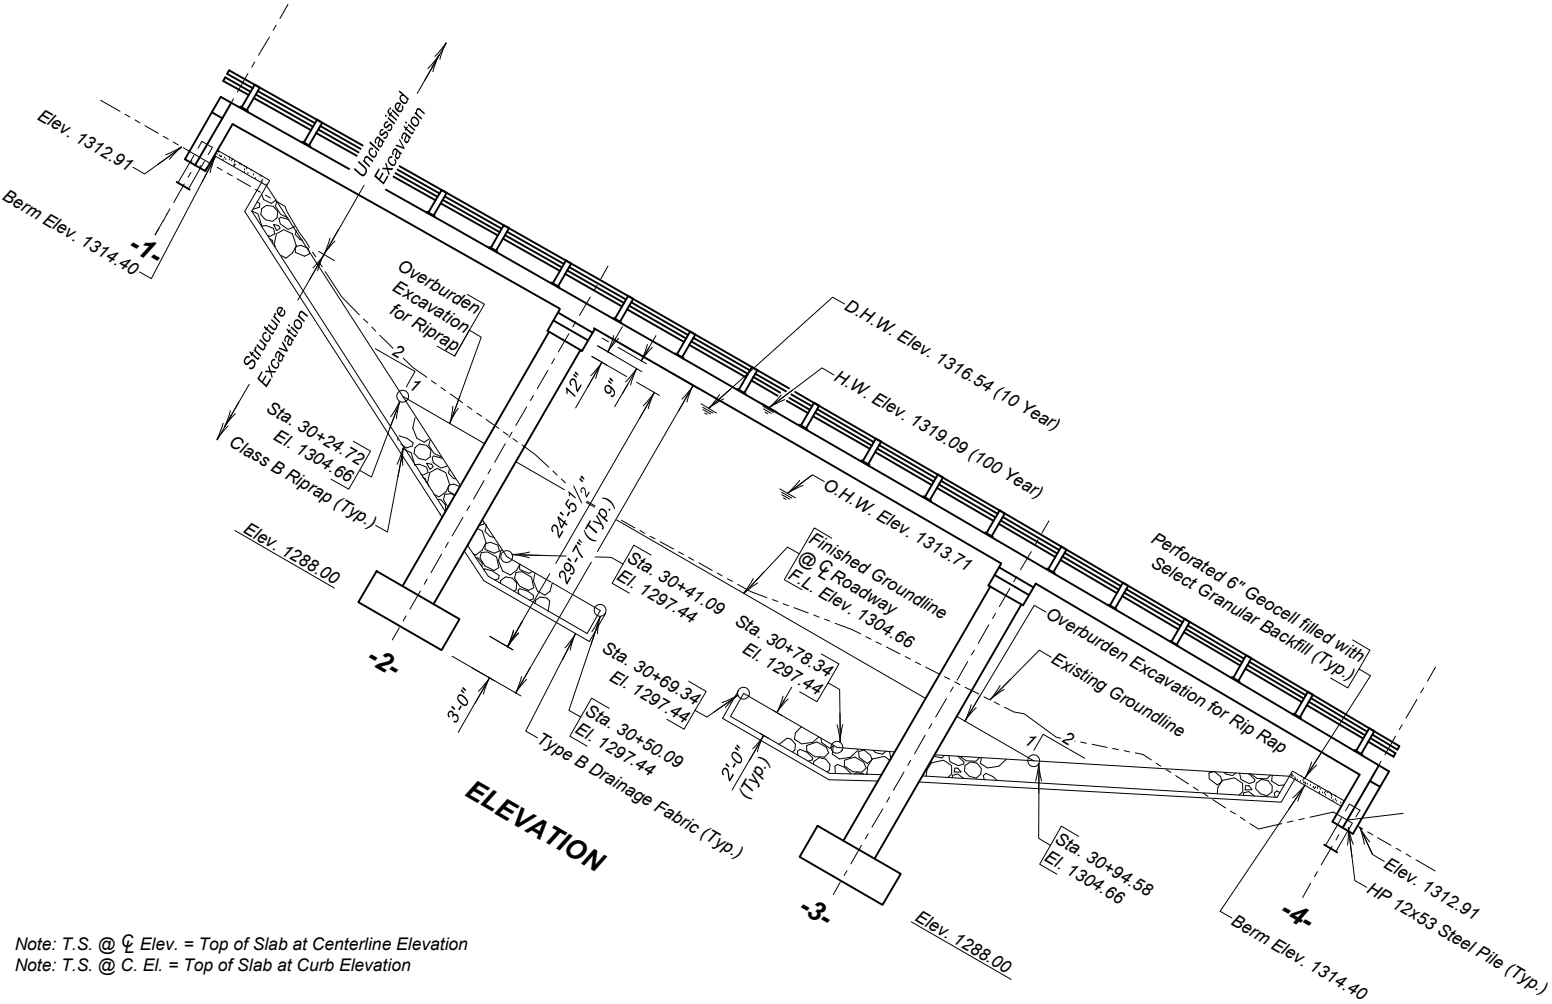 Elev. 1312.91
Berm Elev. 1314.40
-1-
Unclassified
Excavation
Structure
Excavation
Overburden
Excavation
for Riprap
2
1
Sta. 30+24.72
El. 1304.66
Class B Riprap (Typ.)
Elev. 1288.00
-2-
12"
9"
24'-5½"
29'-7" (Typ.)
3'-0"
D.H.W. Elev. 1316.54 (10 Year)
H.W. Elev. 1319.09 (100 Year)
O.H.W. Elev. 1313.71
Finished Groundline
@ ℄ Roadway
F.L. Elev. 1304.66
Sta. 30+41.09
El. 1297.44
Sta. 30+78.34
El. 1297.44
Sta. 30+69.34
El. 1297.44
Sta. 30+50.09
El. 1297.44
Type B Drainage Fabric (Typ.)
2'-0"
(Typ.)
Perforated 6" Geocell filled with
Select Granular Backfill (Typ.)
Overburden Excavation for Rip Rap
Existing Groundline
1
2
Sta. 30+94.58
El. 1304.66
-3-
Elev. 1288.00
-4-
Elev. 1312.91
HP 12x53 Steel Pile (Typ.)
Berm Elev. 1314.40
ELEVATION
Note: T.S. @ ℄ Elev. = Top of Slab at Centerline Elevation
Note: T.S. @ C. El. = Top of Slab at Curb Elevation